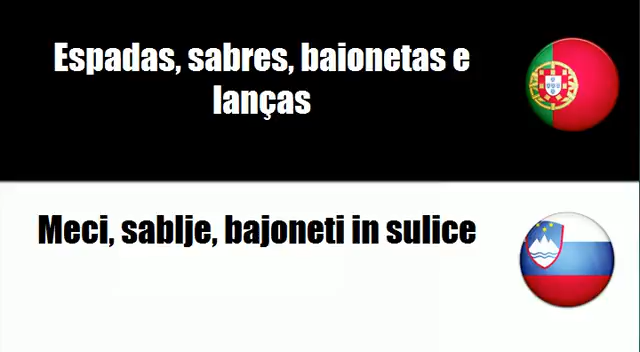 Espadas, sabres, baionetas e
lanças
Meci, sablje, bajoneti in sulice